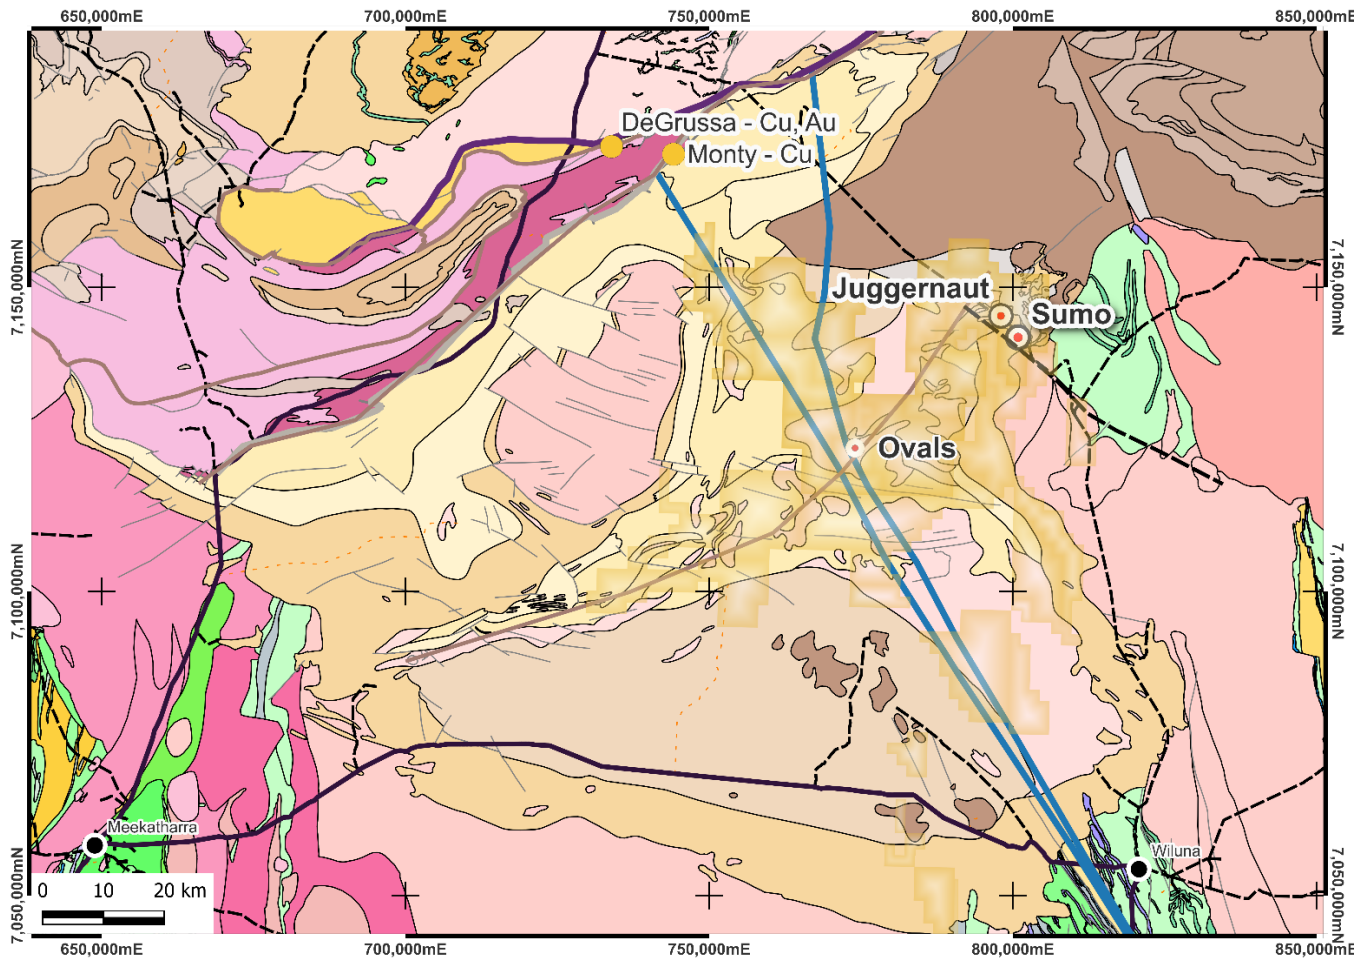 650,000mE 700,000mE 750,000mE 800,000mE 850,000mE
DeGrussa - Cu, Au
Monty - Cu
7,150,000mN 7,150,000mN
Juggernaut
Sumo
Ovals
7,100,000mN 7,100,000mN
Meekatharra
Wiluna
0 10 20 km
7,050,000mN 7,050,000mN
650,000mE 700,000mE 750,000mE 800,000mE 850,000mE